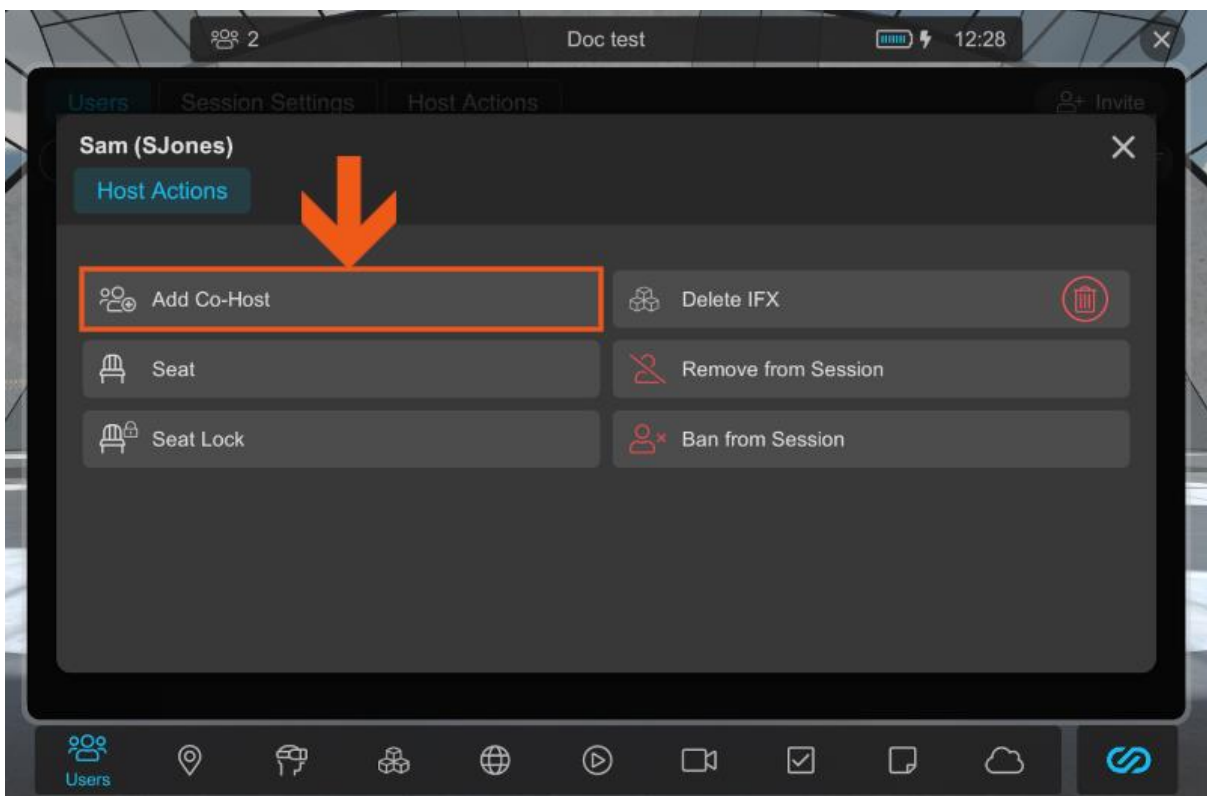 2
Doc test
12:28
Users
Session Settings
Host Actions
Invite
Sam (SJones)
Host Actions
Add Co-Host
Delete IFX
Seat
Remove from Session
Seat Lock
Ban from Session
Users